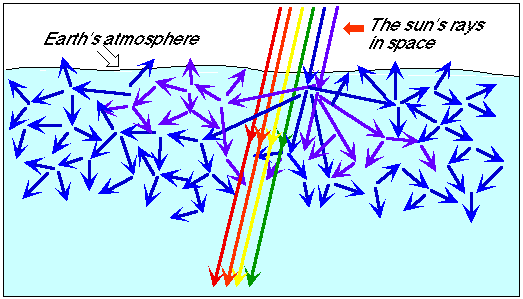 The sun's rays
in space
Earth's atmosphere